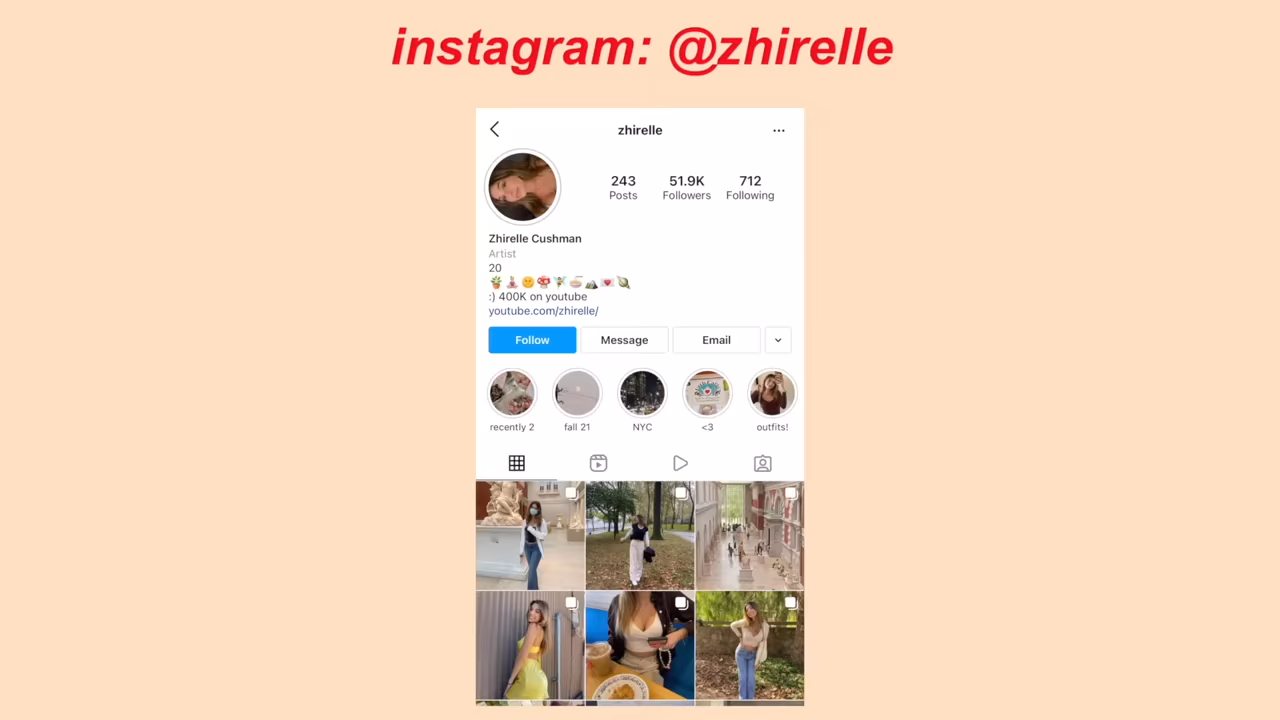 instagram: @zhirelle
zhirelle
243 51.9K 712
Posts Followers Following
Zhirelle Cushman
Artist
20
:) 400K on youtube
youtube.com/zhirelle/
Follow Message Email
recently 2 fall 21 NYC <3 outfits!